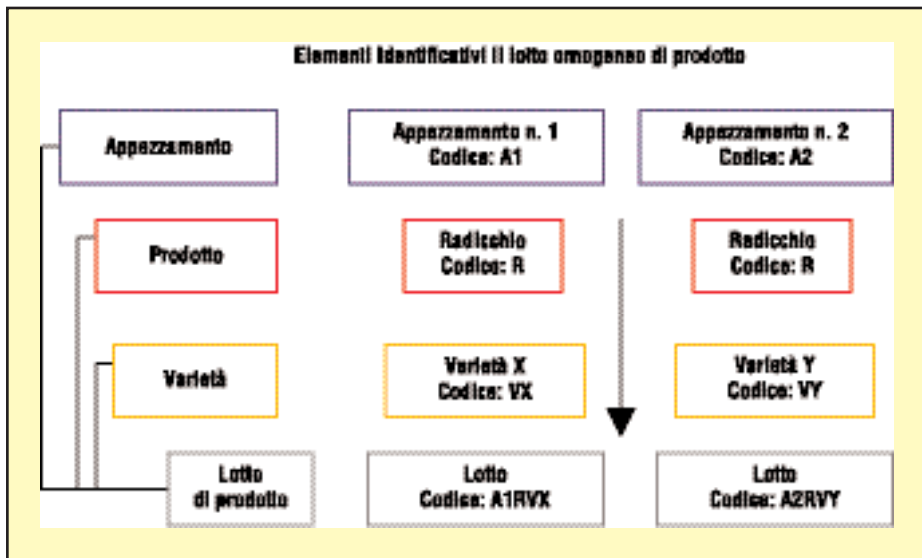 Elementi identificativi il lotto omogeneo di prodotto
Appezzamento
Appezzamento n. 1
Codice: A1
Appezzamento n. 2
Codice: A2
Prodotto
Radicchio
Codice: R
Radicchio
Codice: R
Varietà
Varietà X
Codice: VX
Varietà Y
Codice: VY
Lotto
di prodotto
Lotto
Codice: A1RVX
Lotto
Codice: A2RVY